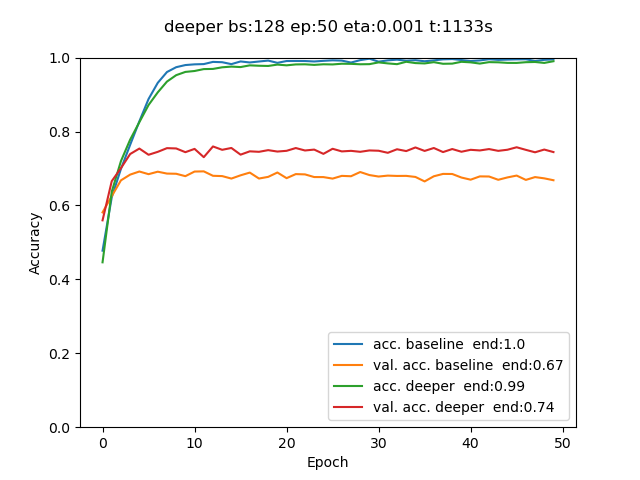 deeper bs:128 ep:50 eta:0.001 t:1133s
1.0
0.8
0.6
0.4
0.2
0.0
Accuracy
acc. baseline  end:1.0
val. acc. baseline  end:0.67
acc. deeper  end:0.99
val. acc. deeper  end:0.74
0 10 20 30 40 50
Epoch